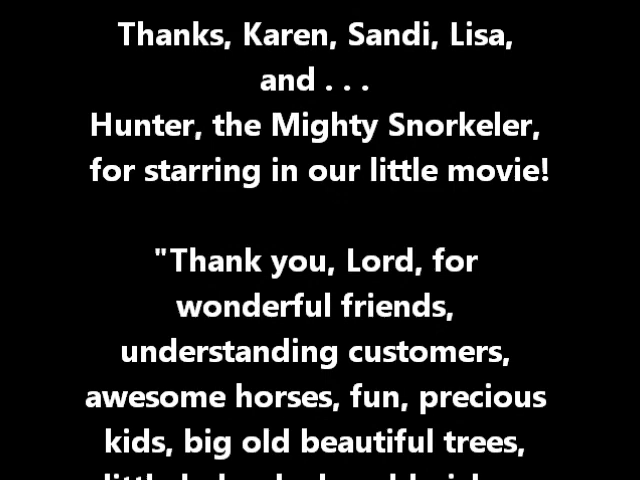 Thanks, Karen, Sandi, Lisa,
and . . .
Hunter, the Mighty Snorkeler,
for starring in our little movie!
"Thank you, Lord, for
wonderful friends,
understanding customers,
awesome horses, fun, precious
kids, big old beautiful trees,